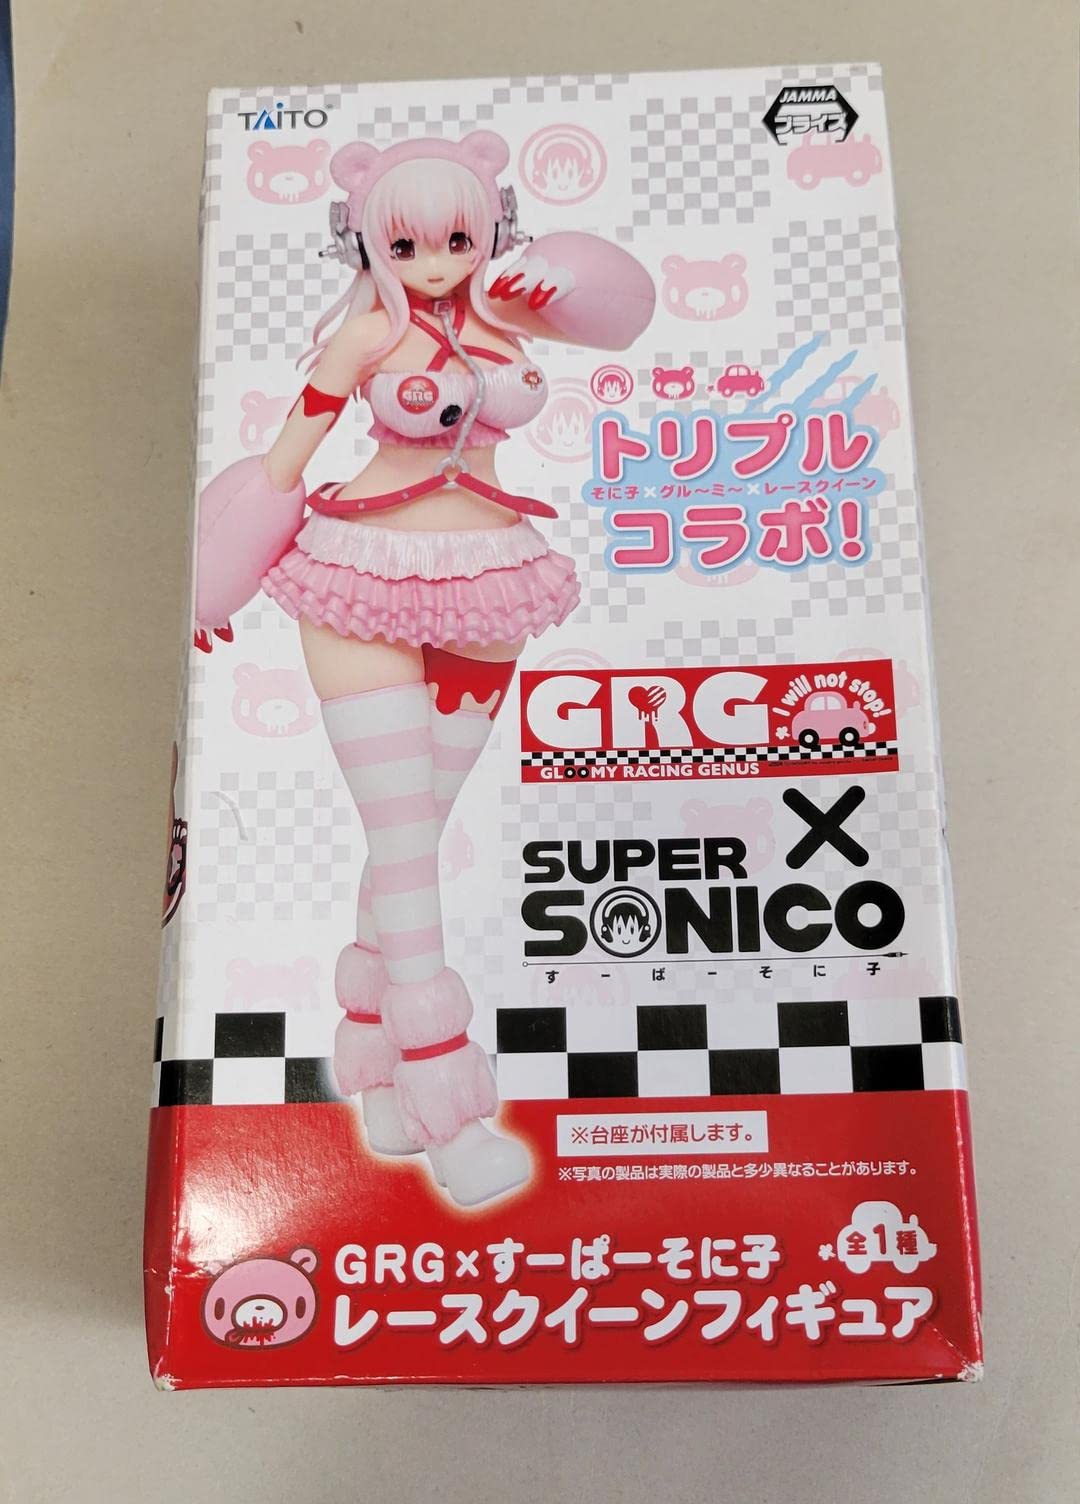 TAITO
JAMMA
プライズ
トリプル
そに子×グル〜ミ〜×レースクイーン
コラボ!
GRG
I will not stop!
GLOOMY RACING GENUS
×
SUPER
SONICO
すーぱーそに子
※台座が付属します。
※写真の製品は実際の製品と多少異なることがあります。
全1種
GRG×すーぱーそに子
レースクイーンフィギュア